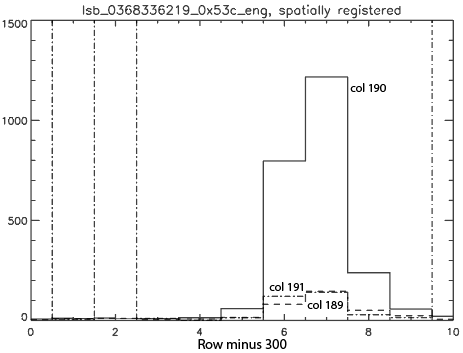 lsb_0368336219_0x53c_eng, spatially registered
1500
col 190
1000
500
col 191
col 189
0
0 2 4 6 8 10
Row minus 300